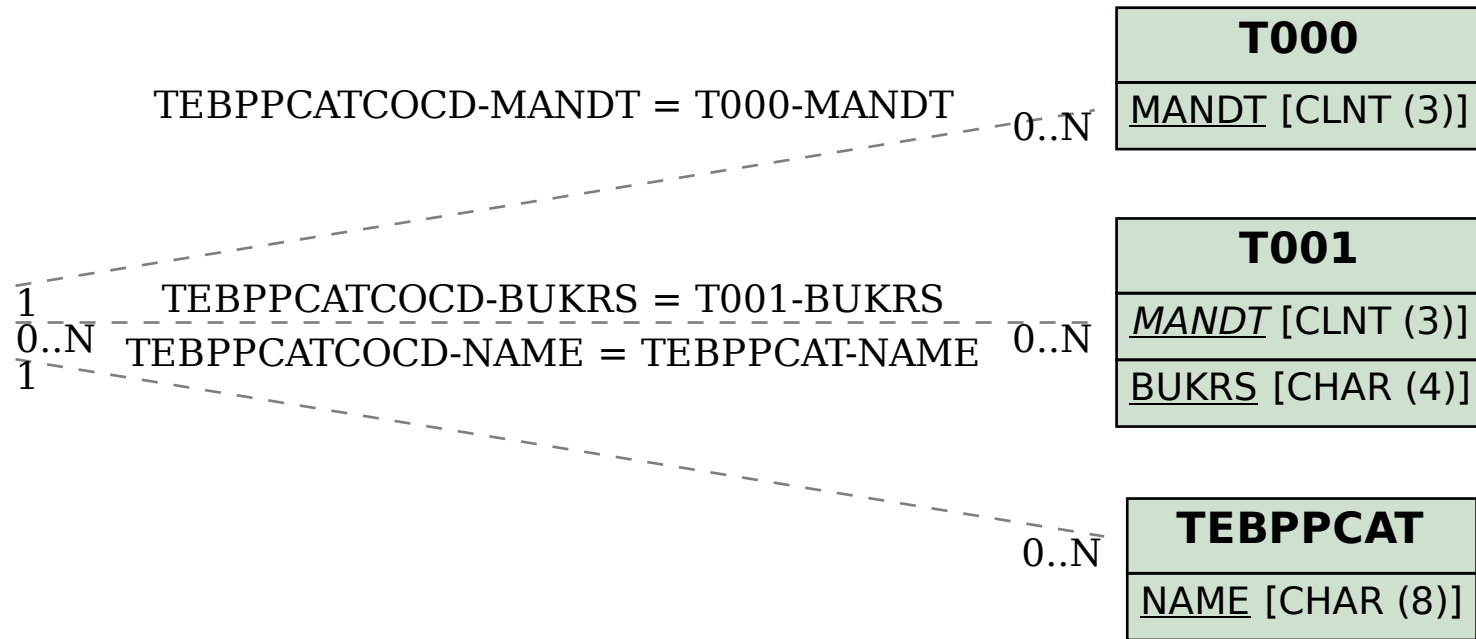 T000
MANDT [CLNT (3)]
TEBPPCATCOCD-MANDT = T000-MANDT
0..N
T001
MANDT [CLNT (3)]
BUKRS [CHAR (4)]
1
TEBPPCATCOCD-BUKRS = T001-BUKRS
0..N
0..N
TEBPPCATCOCD-NAME = TEBPPCAT-NAME
1
0..N
TEBPPCAT
NAME [CHAR (8)]